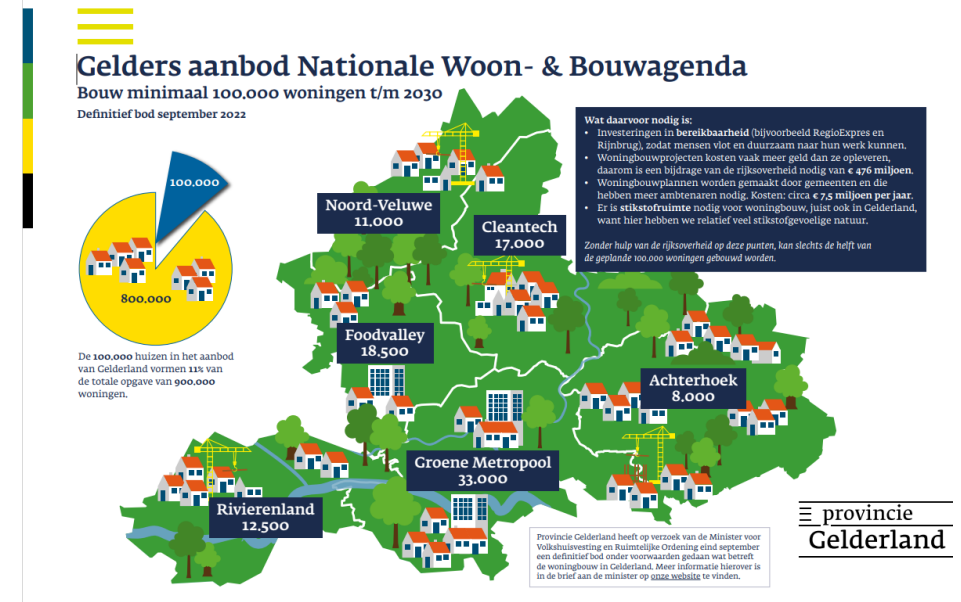 Gelders aanbod Nationale Woon- & Bouwagenda
Bouw minimaal 100.000 woningen t/m 2030
Definitief bod september 2022
100.000
800.000
De 100.000 huizen in het aanbod
van Gelderland vormen 11% van
de totale opgave van 900.000
woningen.
Wat daarvoor nodig is:
• Investeringen in bereikbaarheid (bijvoorbeeld RegioExpres en
Rijnbrug), zodat mensen vlot en duurzaam naar hun werk kunnen.
• Woningbouwprojecten kosten vaak meer geld dan ze opleveren,
daarom is een bijdrage van de rijksoverheid nodig van € 476 miljoen.
• Woningbouwplannen worden gemaakt door gemeenten en die
hebben meer ambtenaren nodig. Kosten: circa € 7,5 miljoen per jaar.
• Er is stikstofruimte nodig voor woningbouw, juist ook in Gelderland,
want hier hebben we relatief veel stikstofgevoelige natuur.
Zonder hulp van de rijksoverheid op deze punten, kan slechts de helft van
de geplande 100.000 woningen gebouwd worden.
Noord-Veluwe
11.000
Cleantech
17.000
Foodvalley
18.500
Achterhoek
8.000
Groene Metropool
33.000
Rivierenland
12.500
Provincie Gelderland heeft op verzoek van de Minister voor
Volkshuisvesting en Ruimtelijke Ordening eind september
een definitief bod onder voorwaarden gedaan wat betreft
de woningbouw in Gelderland. Meer informatie hierover is
in de brief aan de minister op onze website te vinden.
provincie
Gelderland